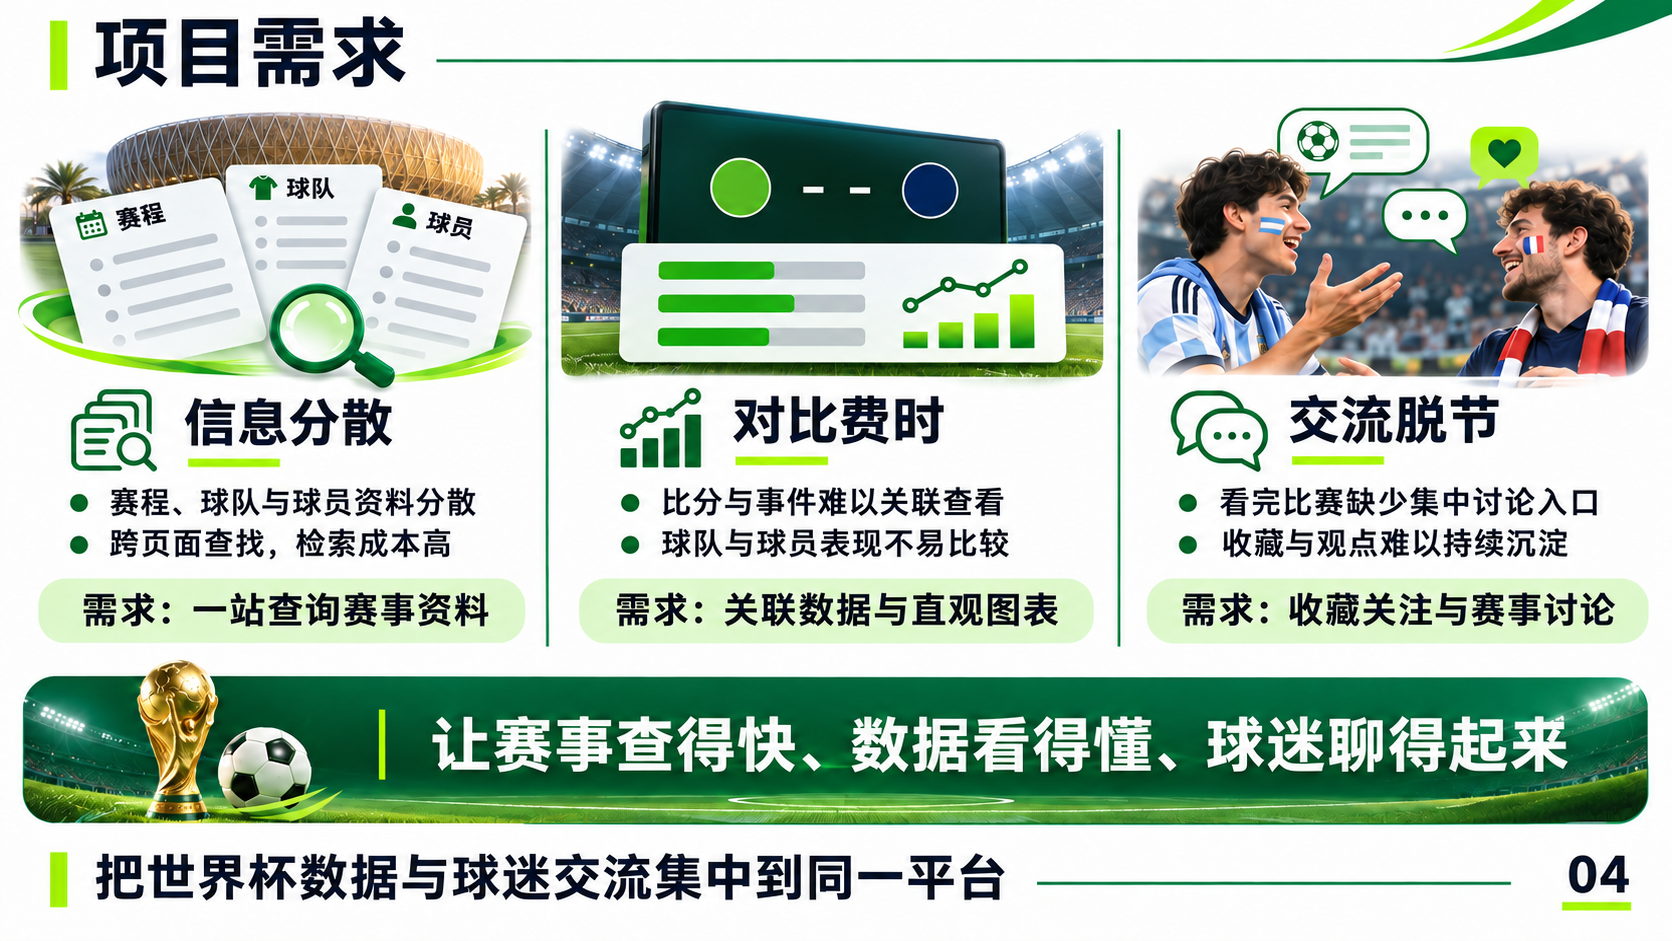 项目需求
赛程
球队
球员
信息分散
赛程、球队与球员资料分散
跨页面查找，检索成本高
需求：一站查询赛事资料
对比费时
比分与事件难以关联查看
球队与球员表现不易比较
需求：关联数据与直观图表
交流脱节
看完比赛缺少集中讨论入口
收藏与观点难以持续沉淀
需求：收藏关注与赛事讨论
让赛事查得快、数据看得懂、球迷聊得起来
把世界杯数据与球迷交流集中到同一平台
04